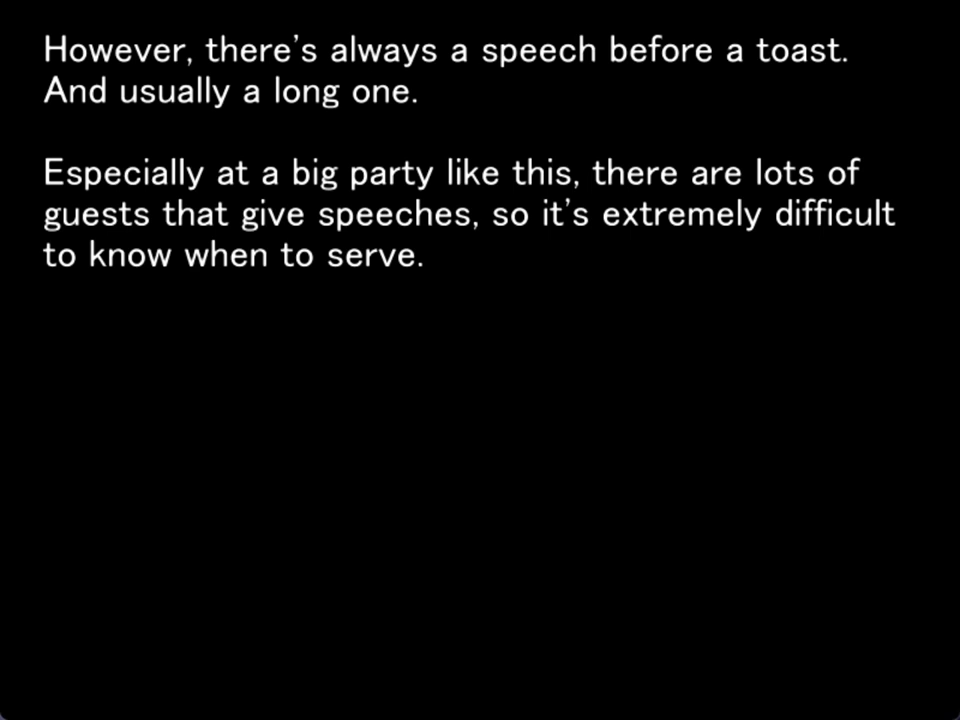 However, there’s always a speech before a toast.
And usually a long one.
Especially at a big party like this, there are lots of
guests that give speeches, so it’s extremely difficult
to know when to serve.